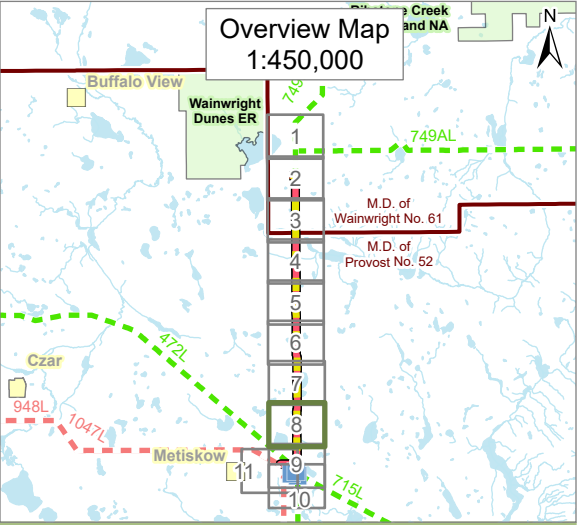 Ribstone Creek
and NA
N
Overview Map
1:450,000
Buffalo View
Wainwright
Dunes ER
749
1
749AL
2
M.D. of
Wainwright No. 61
3
M.D. of
Provost No. 52
4
5
472L
6
Czar
7
948L
1047L
8
Metiskow
9
11
715L
10